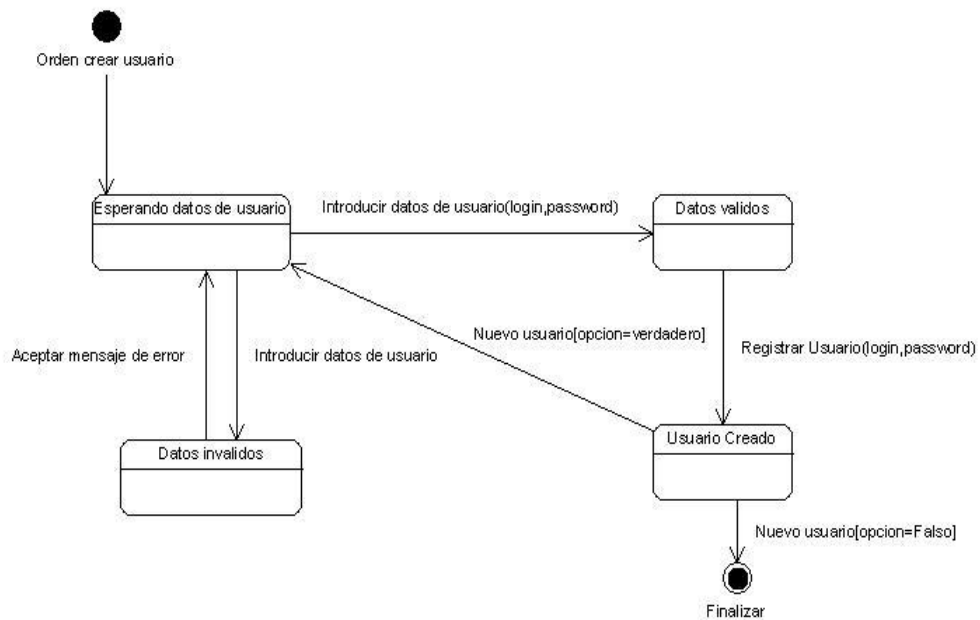 Orden crear usuario
Esperando datos de usuario
Introducir datos de usuario(login,password)
Datos validos
Nuevo usuario[opcion=verdadero]
Aceptar mensaje de error
Introducir datos de usuario
Registrar Usuario(login,password)
Datos invalidos
Usuario Creado
Nuevo usuario[opcion=Falso]
Finalizar